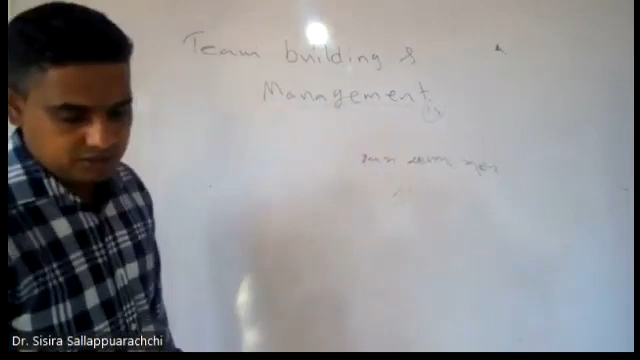 Team building &
Management
Dr. Sisira Sallappuarachchi